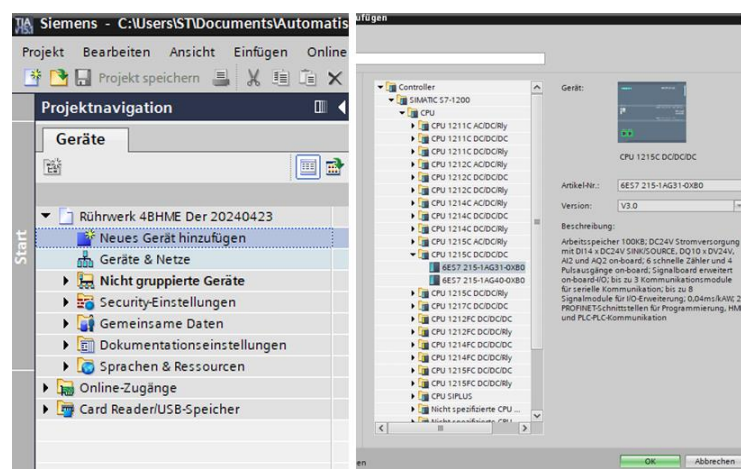 Siemens - C:\Users\ST\Documents\Automatis
Projekt Bearbeiten Ansicht Einfügen Online
Projekt speichern
Projektnavigation
Geräte
Start
Rührwerk 4BHME Der 20240423
Neues Gerät hinzufügen
Geräte & Netze
Nicht gruppierte Geräte
Security-Einstellungen
Gemeinsame Daten
Dokumentationseinstellungen
Sprachen & Ressourcen
Online-Zugänge
Card Reader/USB-Speicher
ifügen
Controller
SIMATIC S7-1200
CPU
CPU 1211C AC/DC/Rly
CPU 1211C DC/DC/DC
CPU 1211C DC/DC/Rly
CPU 1212C AC/DC/Rly
CPU 1212C DC/DC/DC
CPU 1212C DC/DC/Rly
CPU 1214C AC/DC/Rly
CPU 1214C DC/DC/DC
CPU 1214C DC/DC/Rly
CPU 1215C AC/DC/Rly
CPU 1215C DC/DC/DC
6ES7 215-1AG31-0XB0
6ES7 215-1AG40-0XB0
CPU 1215C DC/DC/Rly
CPU 1217C DC/DC/DC
CPU 1212FC DC/DC/DC
CPU 1212FC DC/DC/Rly
CPU 1214FC DC/DC/DC
CPU 1214FC DC/DC/Rly
CPU 1215FC DC/DC/DC
CPU 1215FC DC/DC/Rly
CPU SIPLUS
Nicht spezifizierte CPU ...
Nicht spezifizierte CPU
Gerät:
CPU 1215C DC/DC/DC
Artikel-Nr.: 6ES7 215-1AG31-0XB0
Version: V3.0
Beschreibung:
Arbeitsspeicher 100KB; DC24V Stromversorgung
mit DI14 x DC24V SINK/SOURCE, DQ10 x DV24V,
AI2 und AQ2 on-board; 6 schnelle Zähler und 4
Pulsausgänge on-board; Signalboard erweitert
on-board-I/O; bis zu 3 Kommunikationsmodule
für serielle Kommunikation; bis zu 8
Signalmodule für I/O-Erweiterung; 0,04ms/kAW; 2
PROFINET-Schnittstellen für Programmierung, HM
und PLC-PLC-Kommunikation
en
OK Abbrechen